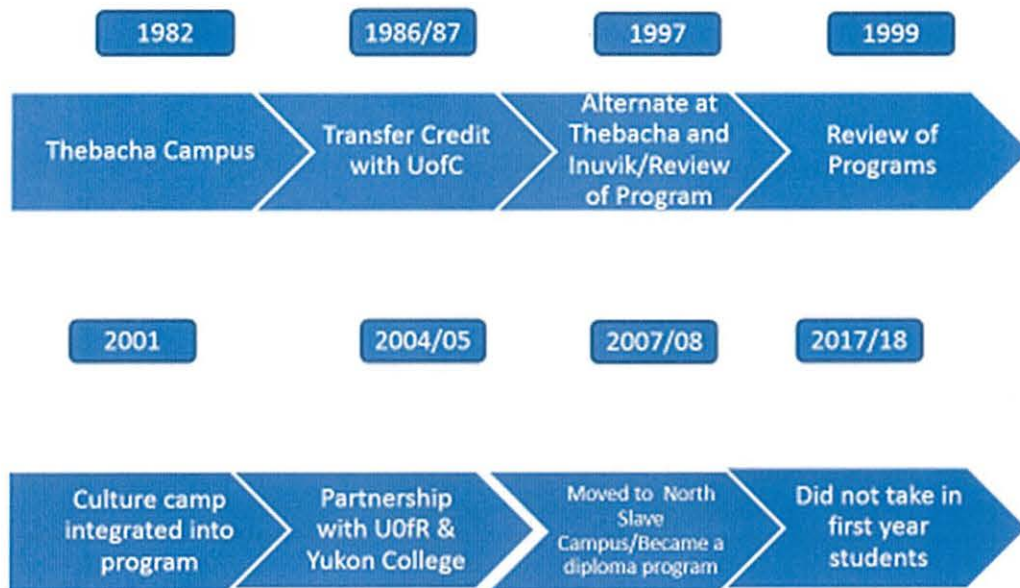 1982
1986/87
1997
1999
Thebacha Campus
Transfer Credit
with UofC
Alternate at
Thebacha and
Inuvik/Review
of Program
Review of
Programs
2001
2004/05
2007/08
2017/18
Culture camp
integrated into
program
Partnership
with U0fR &
Yukon College
Moved to North
Slave
Campus/Became a
diploma program
Did not take in
first year
students